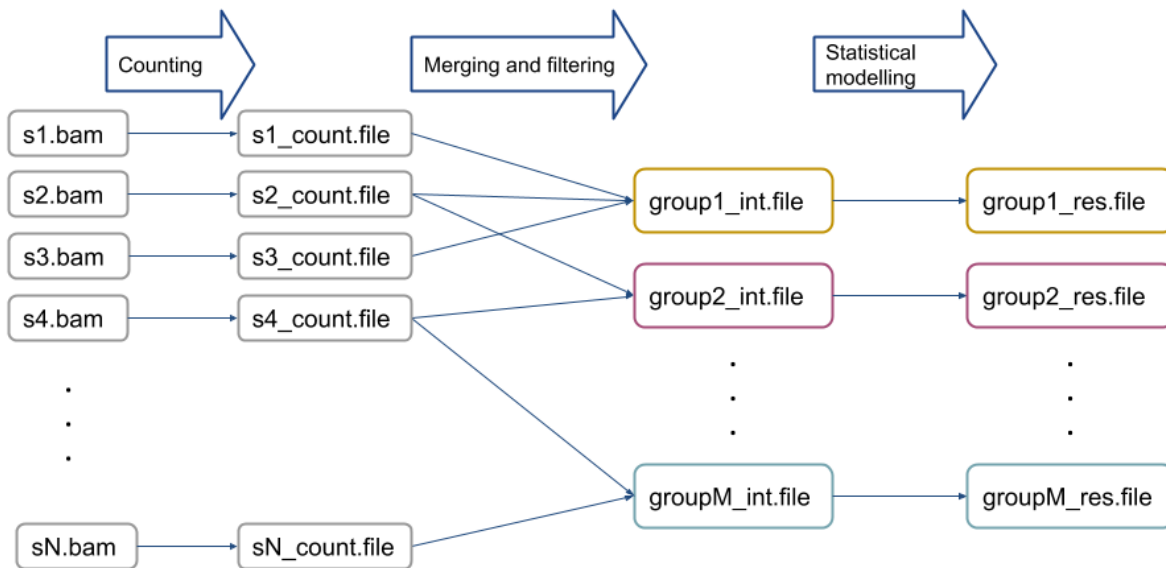 Counting
Merging and filtering
Statistical
modelling
s1.bam
s1_count.file
s2.bam
s2_count.file
s3.bam
s3_count.file
s4.bam
s4_count.file
sN.bam
sN_count.file
group1_int.file
group1_res.file
group2_int.file
group2_res.file
groupM_int.file
groupM_res.file